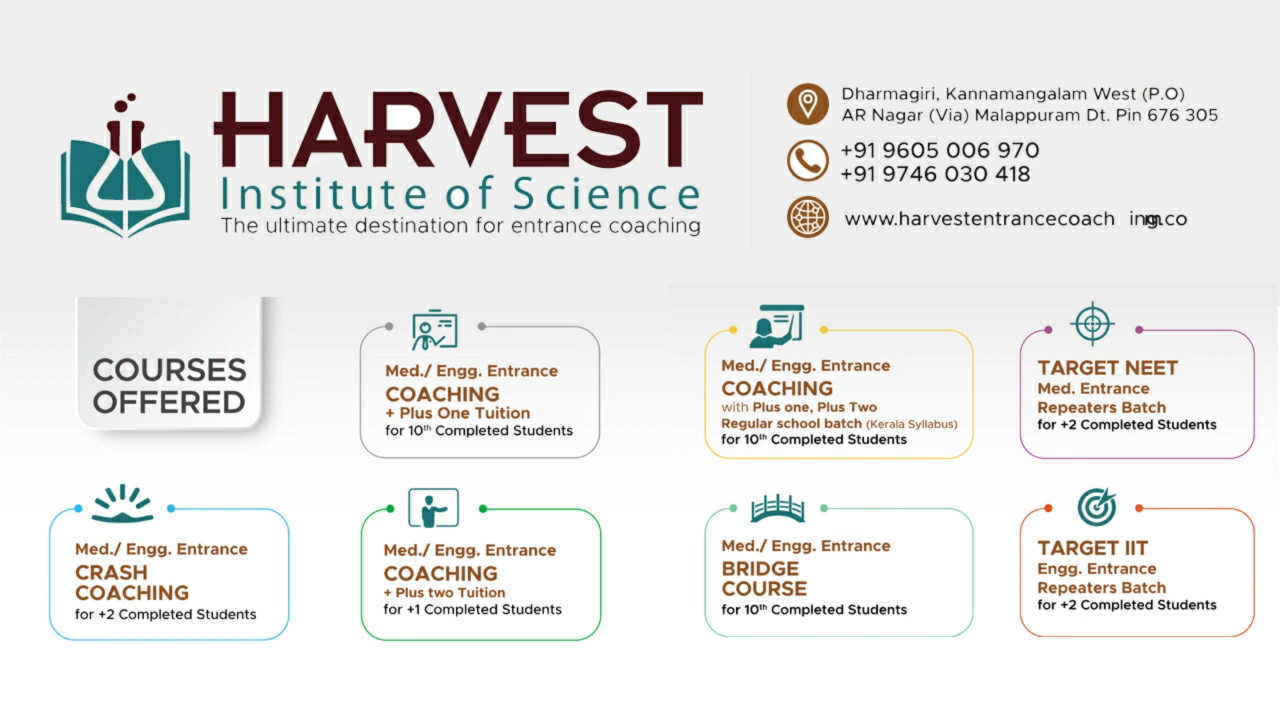 HARVEST
Institute of Science
The ultimate destination for entrance coaching
Dharmagiri, Kannamangalam West (P.O)
AR Nagar (Via) Malappuram Dt. Pin 676 305
+91 9605 006 970
+91 9746 030 418
www.harvestentrancecoach
COURSES
OFFERED
Med./ Engg. Entrance
COACHING
+ Plus One Tuition
for 10th Completed Students
Med./ Engg. Entrance
COACHING
with Plus one, Plus Two
Regular school batch (Kerala Syllabus)
for 10th Completed Students
TARGET NEET
Med. Entrance
Repeaters Batch
for +2 Completed Students
Med./ Engg. Entrance
CRASH
COACHING
for +2 Completed Students
Med./ Engg. Entrance
COACHING
+ Plus two Tuition
for +1 Completed Students
Med./ Engg. Entrance
BRIDGE
COURSE
for 10th Completed Students
TARGET IIT
Engg. Entrance
Repeaters Batch
for +2 Completed Students